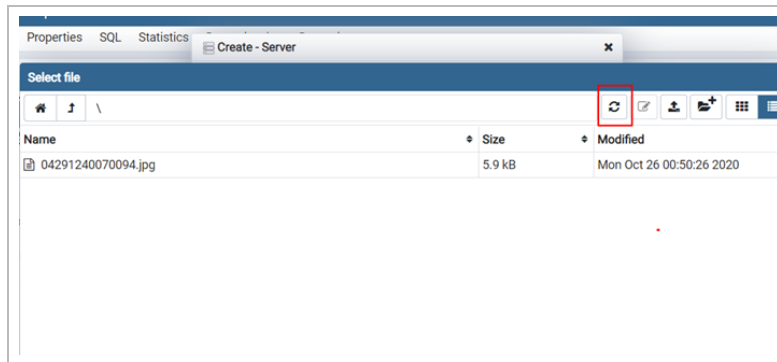 Properties SQL Statistics
Create - Server
Select file
\
Name Size Modified
04291240070094.jpg 5.9 kB Mon Oct 26 00:50:26 2020